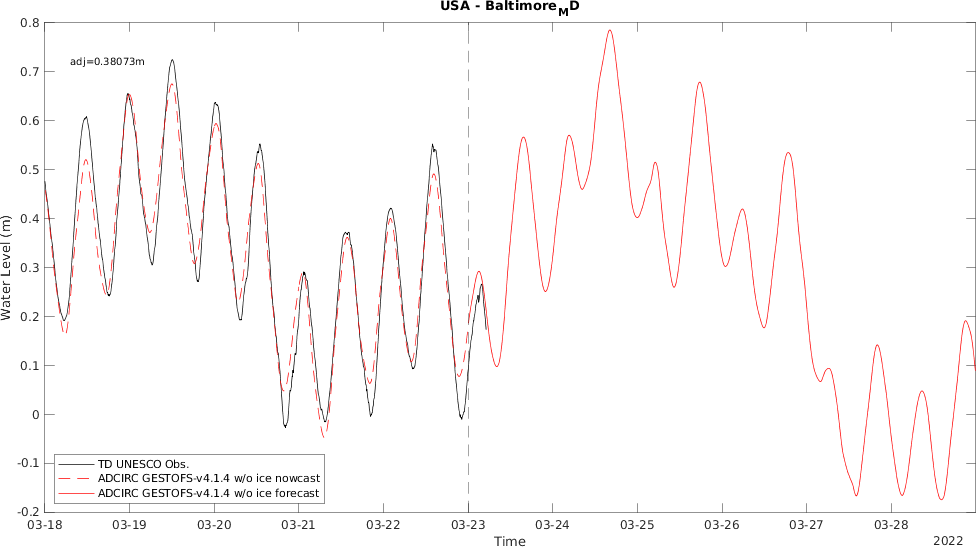 USA - Baltimore_MD
0.8
0.7
0.6
0.5
0.4
0.3
0.2
0.1
0
-0.1
-0.2
Water Level (m)
adj=0.38073m
TD UNESCO Obs.
ADCIRC GESTOFS-v4.1.4 w/o ice nowcast
ADCIRC GESTOFS-v4.1.4 w/o ice forecast
03-18 03-19 03-20 03-21 03-22 03-23 03-24 03-25 03-26 03-27 03-28
Time
2022